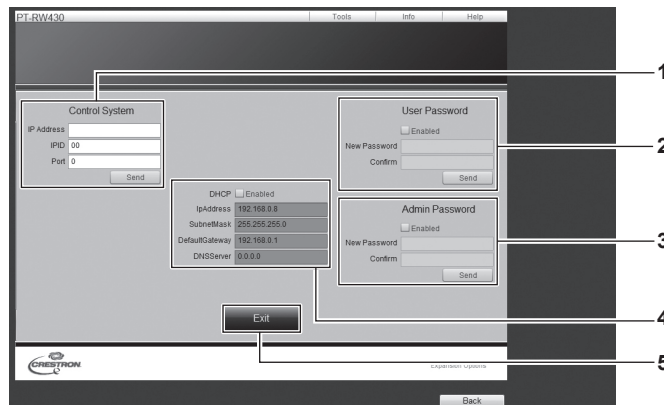 PT-RW430
Tools Info Help
1
Control System
IP Address
IPID 00
Port 0
Send
User Password
Enabled
New Password
Confirm
Send
2
DHCP Enabled
IpAddress 192.168.0.8
SubnetMask 255.255.255.0
DefaultGateway 192.168.0.1
DNSServer 0.0.0.0
Admin Password
Enabled
New Password
Confirm
Send
3
Exit
4
CRESTRON
Expansion Options
5
Back